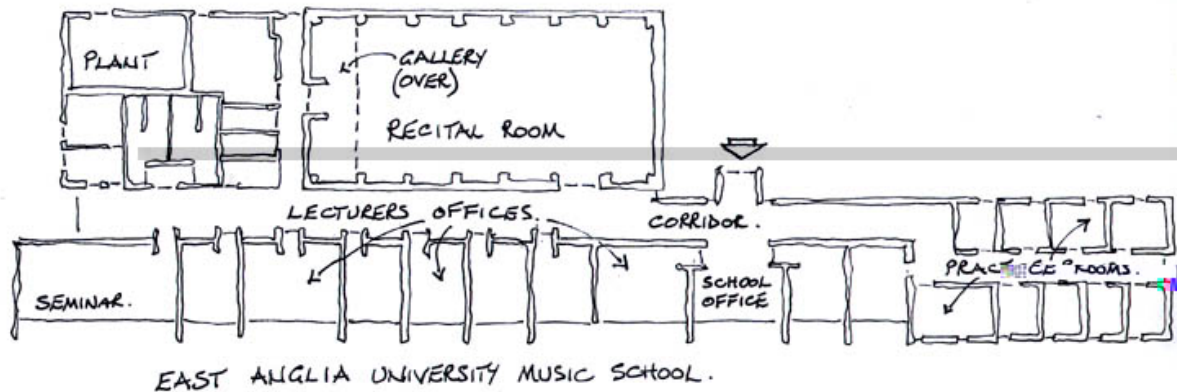 PLANT
GALLERY
(OVER)
RECITAL ROOM
LECTURERS OFFICES.
CORRIDOR.
SEMINAR.
SCHOOL
OFFICE
ROOMS.
EAST ANGLIA UNIVERSITY MUSIC SCHOOL.